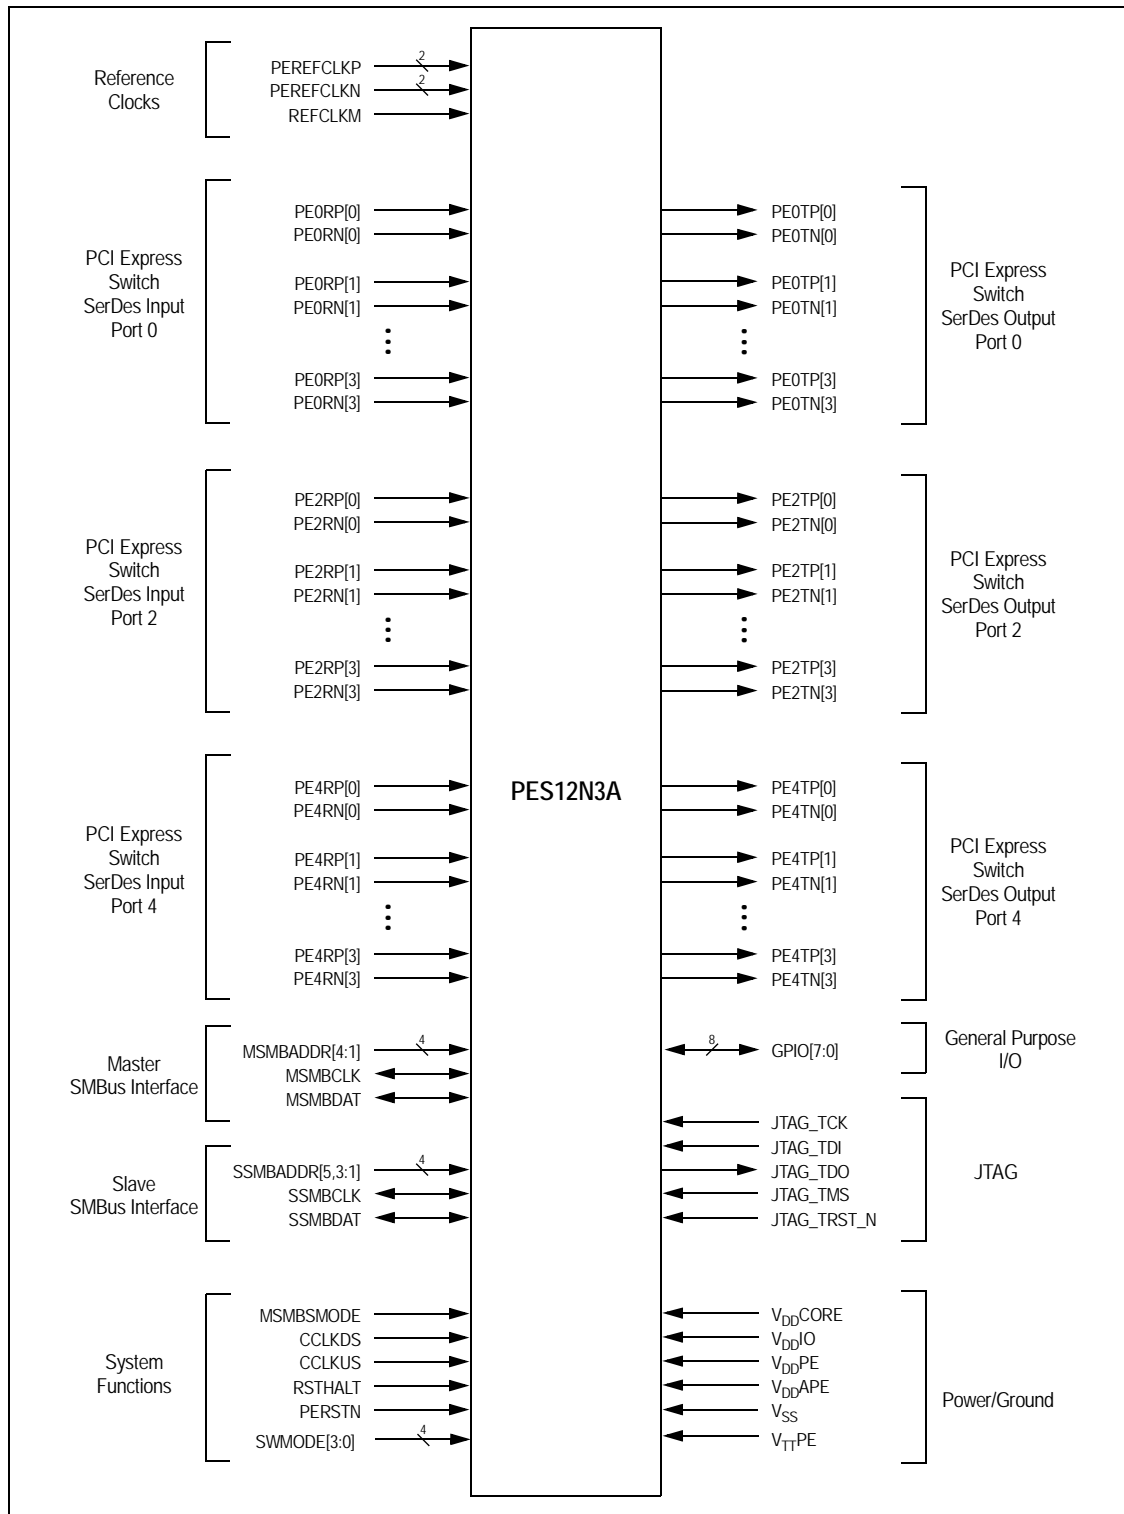 Reference
Clocks
PEREFCLKP
2
PEREFCLKN
2
REFCLKM
PCI Express
Switch
SerDes Input
Port 0
PE0RP[0]
PE0RN[0]
PE0RP[1]
PE0RN[1]
PE0RP[3]
PE0RN[3]
PE0TP[0]
PE0TN[0]
PE0TP[1]
PE0TN[1]
PE0TP[3]
PE0TN[3]
PCI Express
Switch
SerDes Output
Port 0
PCI Express
Switch
SerDes Input
Port 2
PE2RP[0]
PE2RN[0]
PE2RP[1]
PE2RN[1]
PE2RP[3]
PE2RN[3]
PE2TP[0]
PE2TN[0]
PE2TP[1]
PE2TN[1]
PE2TP[3]
PE2TN[3]
PCI Express
Switch
SerDes Output
Port 2
PES12N3A
PCI Express
Switch
SerDes Input
Port 4
PE4RP[0]
PE4RN[0]
PE4RP[1]
PE4RN[1]
PE4RP[3]
PE4RN[3]
PE4TP[0]
PE4TN[0]
PE4TP[1]
PE4TN[1]
PE4TP[3]
PE4TN[3]
PCI Express
Switch
SerDes Output
Port 4
Master
SMBus Interface
MSMBADDR[4:1]
4
MSMBCLK
MSMBDAT
8
GPIO[7:0]
General Purpose
I/O
Slave
SMBus Interface
SSMBADDR[5,3:1]
4
SSMBCLK
SSMBDAT
JTAG_TCK
JTAG_TDI
JTAG_TDO
JTAG_TMS
JTAG_TRST_N
JTAG
System
Functions
MSMBSMODE
CCLKDS
CCLKUS
RSTHALT
PERSTN
SWMODE[3:0]
4
VDDCORE
VDDIO
VDDPE
VDDAPE
VSS
VTTPE
Power/Ground